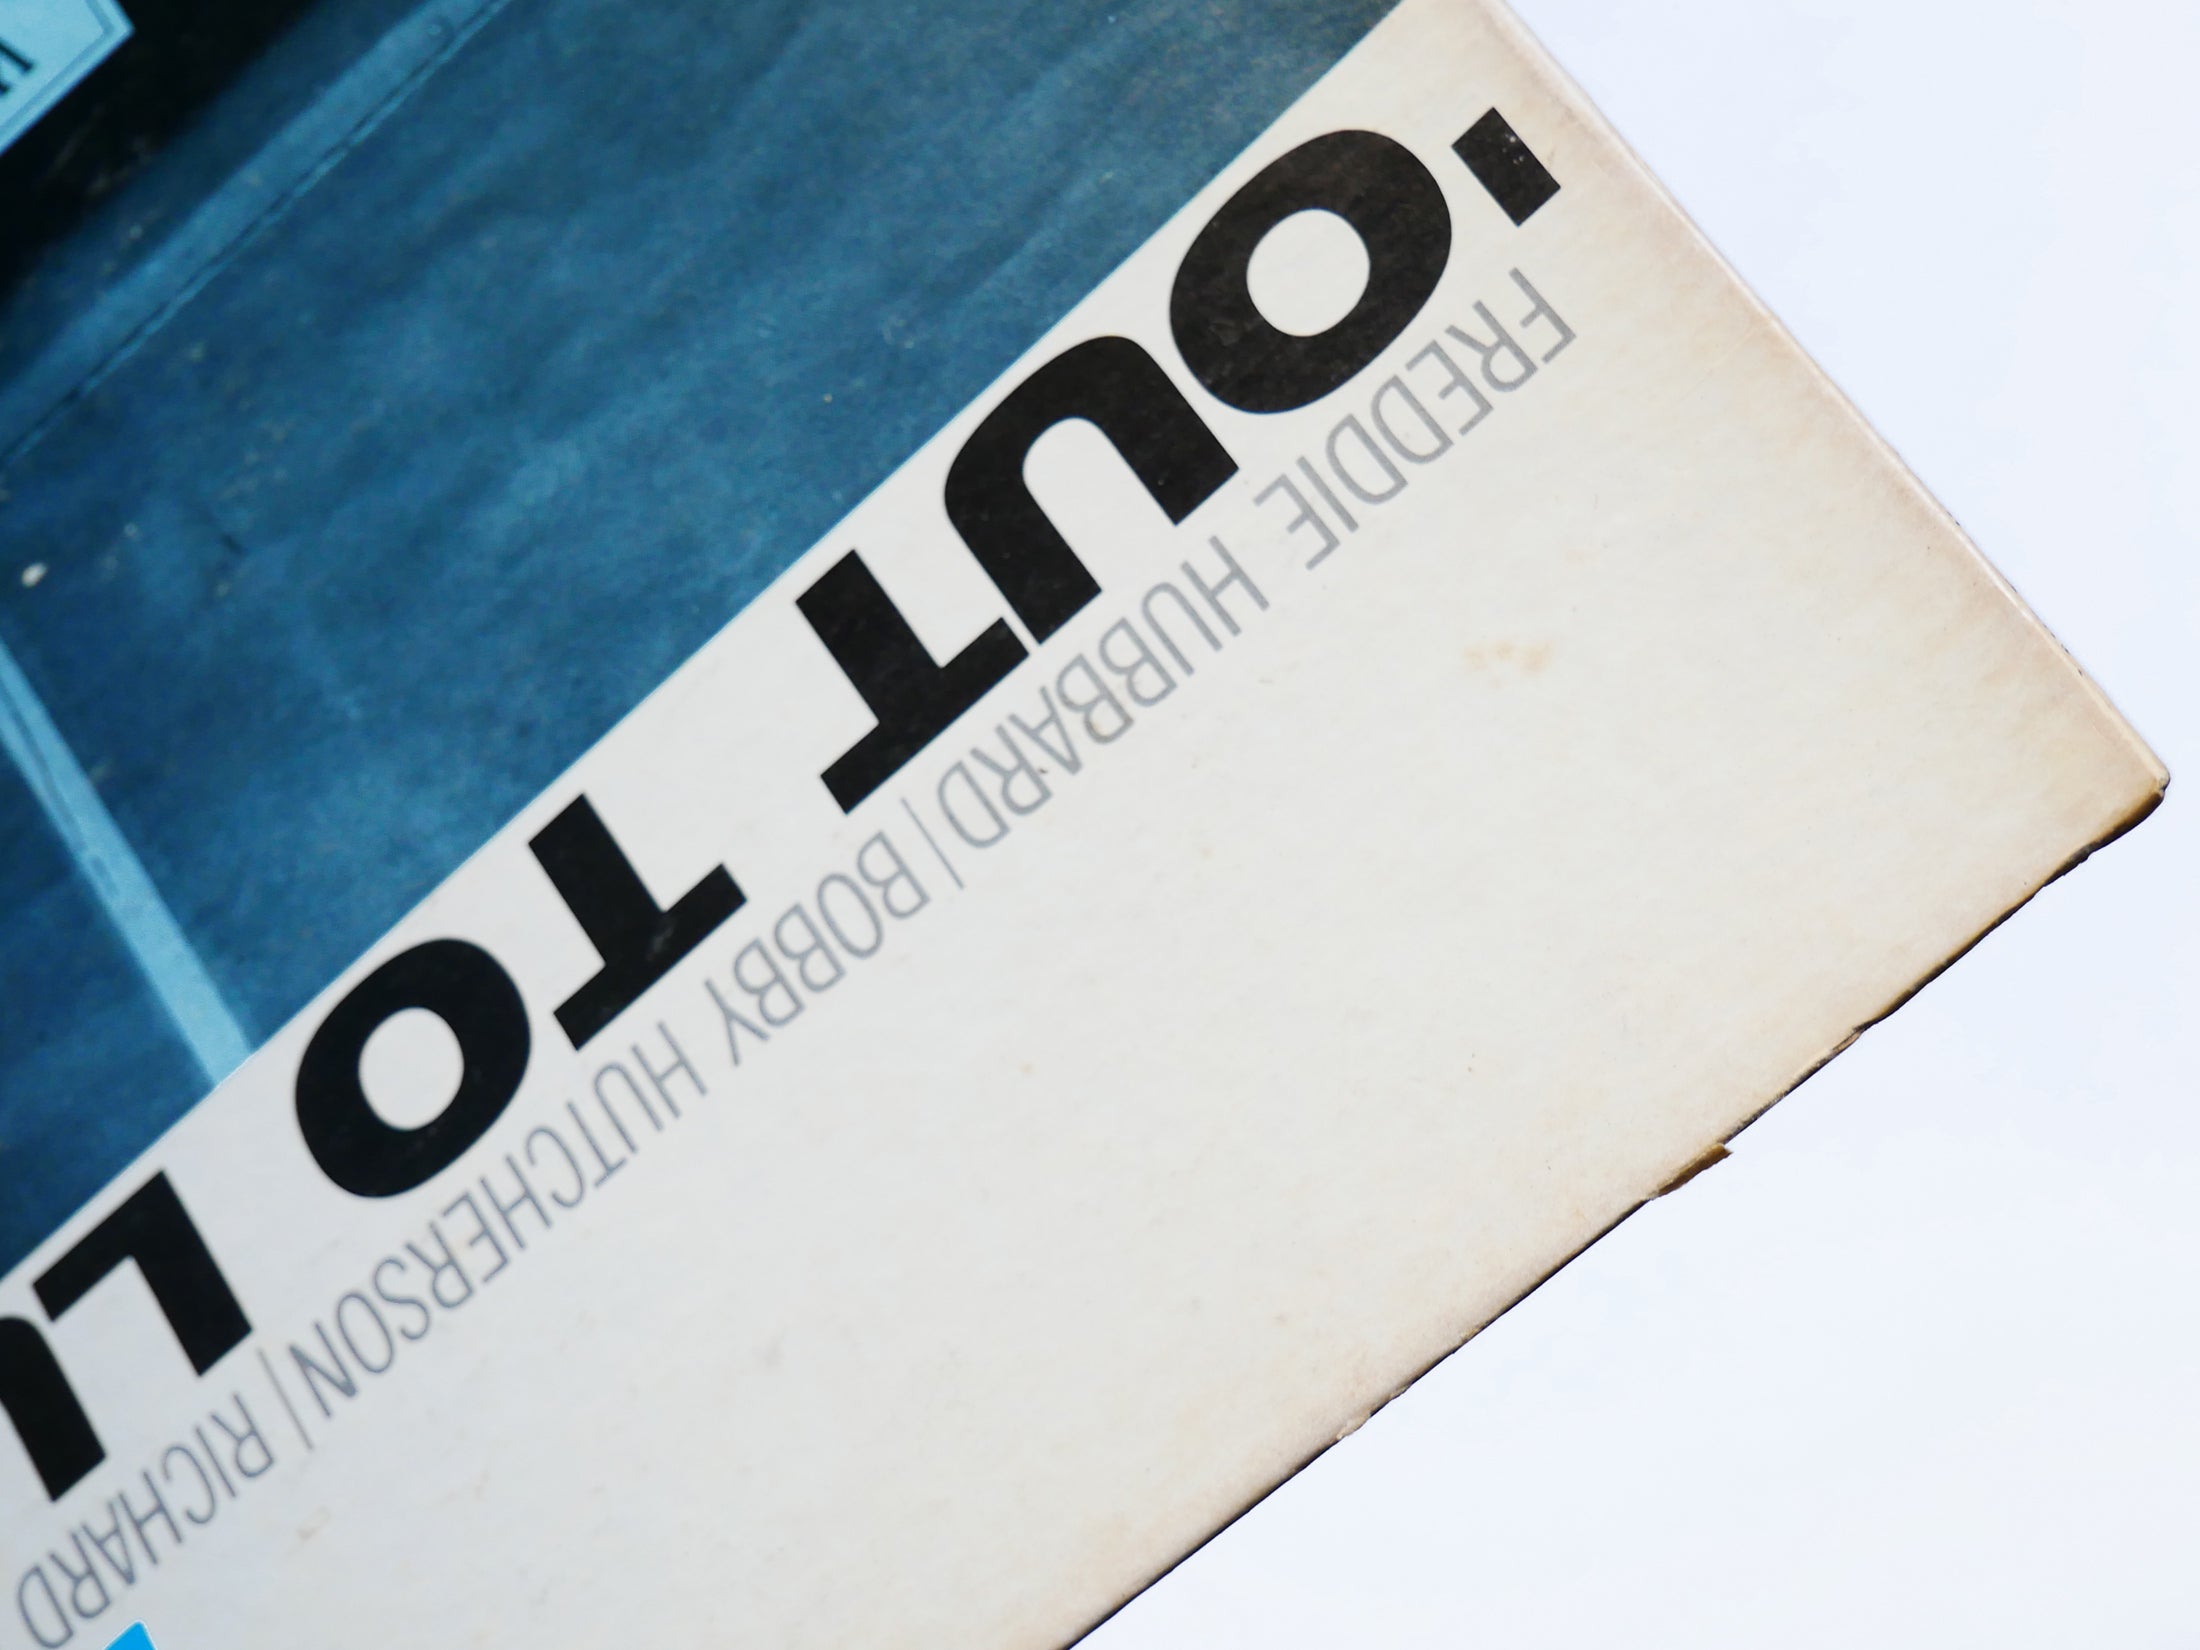 "OUT TO LU
FREDDIE HUBBARD/BOBBY HUTCHERSON/RICHARD